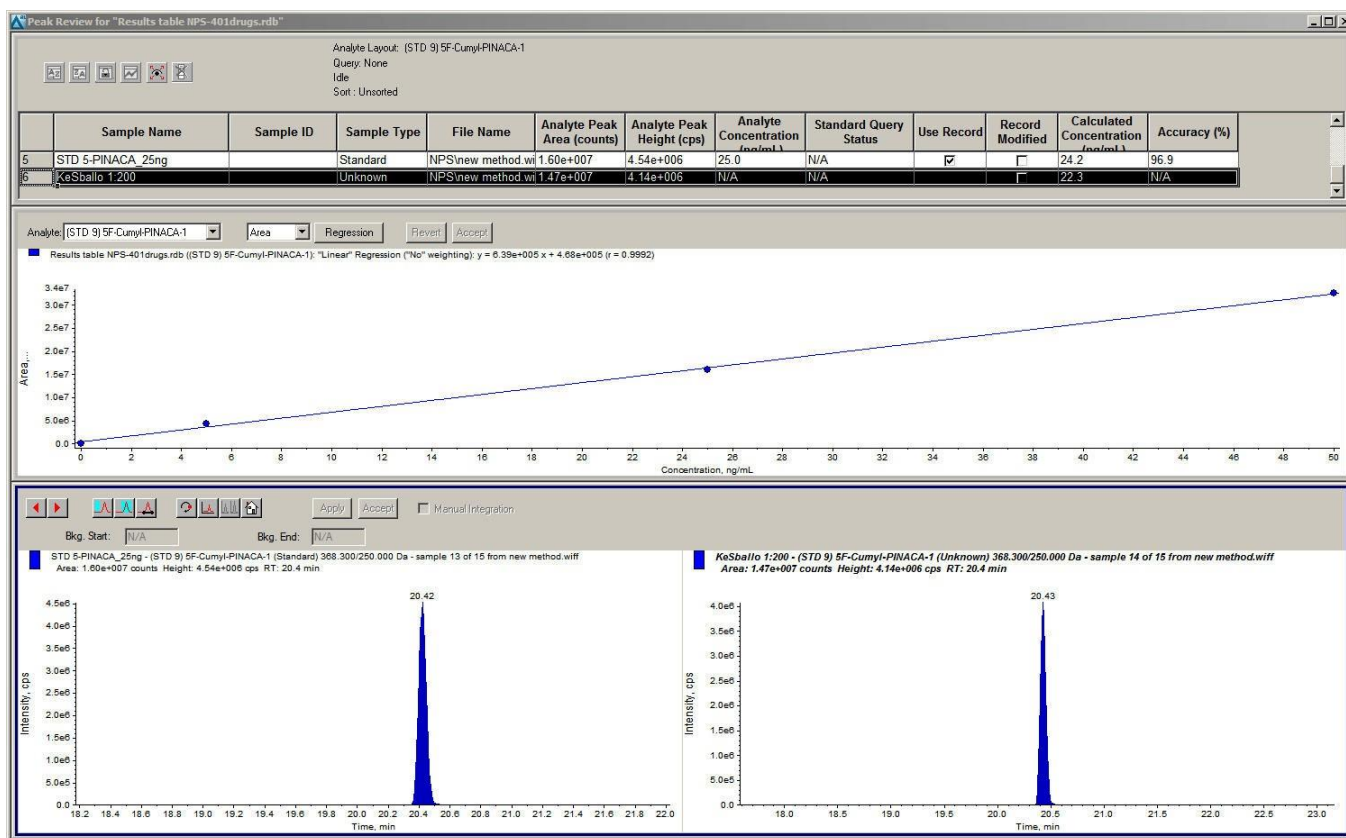 Peak Review for "Results table NPS-401drugs.rdb"
Analyte Layout: (STD 9) 5F-Cumyl-PINACA-1
Query: None
Idle
Sort : Unsorted
Sample Name Sample ID Sample Type File Name Analyte Peak Area (counts) Analyte Peak Height (cps) Analyte Concentration (ng/mL) Standard Query Status Use Record Record Modified Calculated Concentration (ng/mL) Accuracy (%)
5 STD 5-PINACA_25ng Standard NPS\new method.wi 1.60e+007 4.54e+006 25.0 N/A 24.2 96.9
6 KeSballo 1:200 Unknown NPS\new method.wi 1.47e+007 4.14e+006 N/A N/A 22.3 N/A
Analyte: (STD 9) 5F-Cumyl-PINACA-1 Area Regression Revert Accept
Results table NPS-401drugs.rdb ((STD 9) 5F-Cumyl-PINACA-1): "Linear" Regression ("No" weighting): y = 6.39e+005 x + 4.68e+005 (r = 0.9992)
3.4e7
3.0e7
2.5e7
2.0e7
1.5e7
1.0e7
5.0e6
0.0
Area,...
0 2 4 6 8 10 12 14 16 18 20 22 24 26 28 30 32 34 36 38 40 42 44 46 48 50
Concentration, ng/mL
Apply Accept Manual Integration
Bkg. Start: N/A Bkg. End: N/A
STD 5-PINACA_25ng - (STD 9) 5F-Cumyl-PINACA-1 (Standard) 368.300/250.000 Da - sample 13 of 15 from new method.wiff
Area: 1.60e+007 counts Height: 4.54e+006 cps RT: 20.4 min
20.42
4.5e6
4.0e6
3.5e6
3.0e6
2.5e6
2.0e6
1.5e6
1.0e6
5.0e5
0.0
Intensity, cps
18.2 18.4 18.6 18.8 19.0 19.2 19.4 19.6 19.8 20.0 20.2 20.4 20.6 20.8 21.0 21.2 21.4 21.6 21.8 22.0
Time, min
KeSballo 1:200 - (STD 9) 5F-Cumyl-PINACA-1 (Unknown) 368.300/250.000 Da - sample 14 of 15 from new method.wiff
Area: 1.47e+007 counts Height: 4.14e+006 cps RT: 20.4 min
20.43
4.0e6
3.5e6
3.0e6
2.5e6
2.0e6
1.5e6
1.0e6
5.0e5
0.0
Intensity, cps
18.0 18.5 19.0 19.5 20.0 20.5 21.0 21.5 22.0 22.5 23.0
Time, min